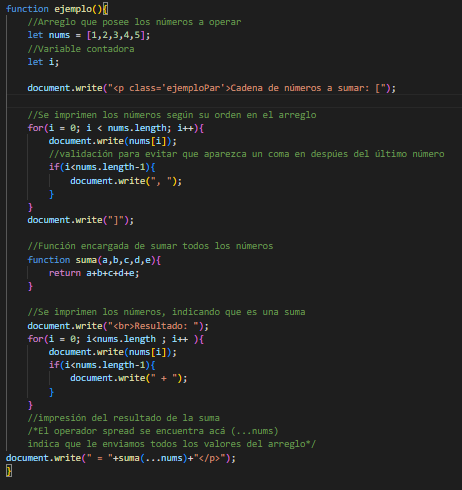 function ejemplo(){
//Arreglo que posee los números a operar
let nums = [1,2,3,4,5];
//Variable contadora
let i;
document.write("<p class='ejemploPar'>Cadena de números a sumar: [");
//Se imprimen los números según su orden en el arreglo
for(i = 0; i < nums.length; i++){
document.write(nums[i]);
//validación para evitar que aparezca un coma en despúes del último número
if(i<nums.length-1){
document.write(", ");
}
}
document.write("]");
//Función encargada de sumar todos los números
function suma(a,b,c,d,e){
return a+b+c+d+e;
}
//Se imprimen los números, indicando que es una suma
document.write("<br>Resultado: ");
for(i = 0; i<nums.length ; i++ ){
document.write(nums[i]);
if(i<nums.length-1){
document.write(" + ");
}
}
//impresión del resultado de la suma
/*El operador spread se encuentra acá (...nums)
indica que le enviamos todos los valores del arreglo*/
document.write(" = "+suma(...nums)+"</p>");
}